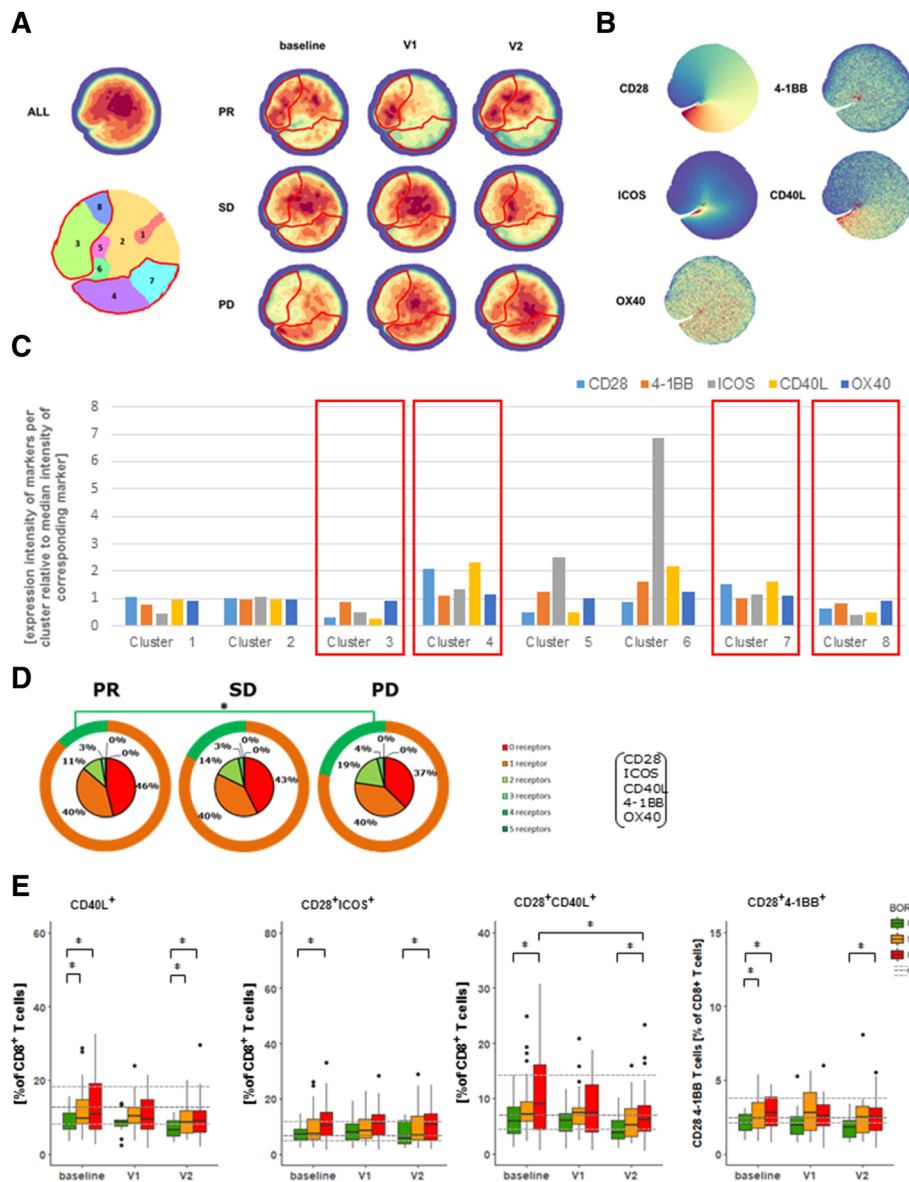 A
B
baseline
V1
V2
ALL
PR
SD
PD
8
3
2
1
5
6
7
4
CD28
4-1BB
ICOS
CD40L
OX40
C
CD28
4-1BB
ICOS
CD40L
OX40
[expression intensity of markers per
cluster relative to median intensity of
corresponding marker]
8
7
6
5
4
3
2
1
0
Cluster 1
Cluster 2
Cluster 3
Cluster 4
Cluster 5
Cluster 6
Cluster 7
Cluster 8
D
PR
SD
PD
*
0%
3%
0%
11%
46%
40%
0%
3%
0%
14%
43%
40%
0%
4%
0%
19%
37%
40%
0 receptors
1 receptor
2 receptors
3 receptors
4 receptors
5 receptors
CD28
ICOS
CD40L
4-1BB
OX40
E
CD40L+
[%of CD8+ T cells]
60
40
20
0
*
*
*
*
baseline
V1
V2
CD28+ICOS+
[%of CD8+ T cells]
80
60
40
20
0
*
*
baseline
V1
V2
CD28+CD40L+
[%of CD8+ T cells]
40
30
20
10
0
*
*
*
baseline
V1
V2
CD28+4-1BB+
CD28 4-1BB T cells [% of CD8+ T cells]
15
10
5
0
*
*
*
baseline
V1
V2
BOR